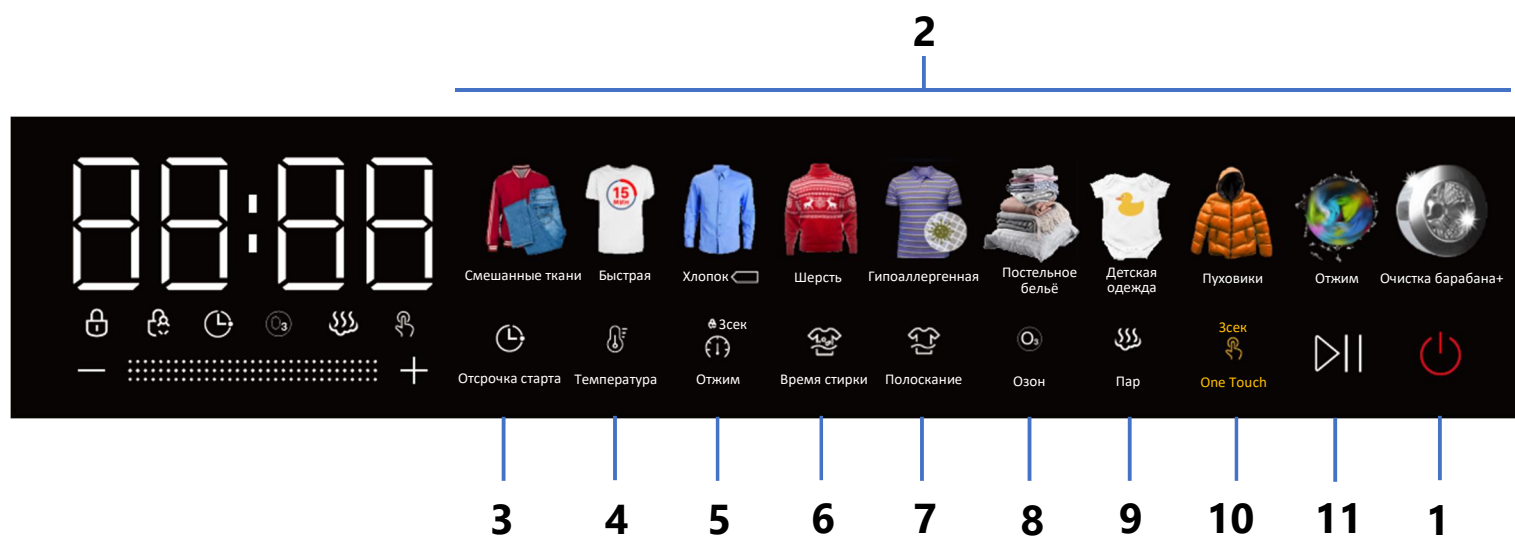 2
88:88
15
мин
Смешанные ткани
Быстрая
Хлопок
Шерсть
Гипоаллергенная
Постельное
бельё
Детская
одежда
Пуховики
Отжим
Очистка барабана+
O3
3сек
O3
3сек
Отсрочка старта
Температура
Отжим
Время стирки
Полоскание
Озон
Пар
One Touch
3
4
5
6
7
8
9
10
11
1